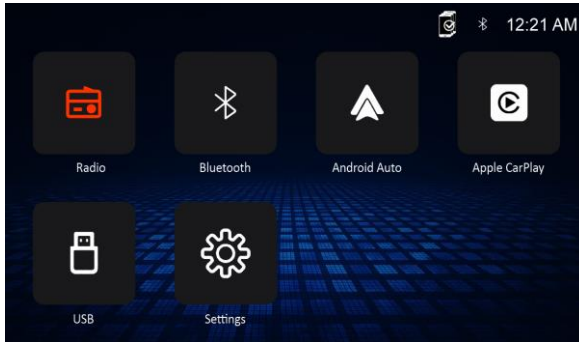 12:21 AM
Radio
Bluetooth
Android Auto
Apple CarPlay
USB
Settings